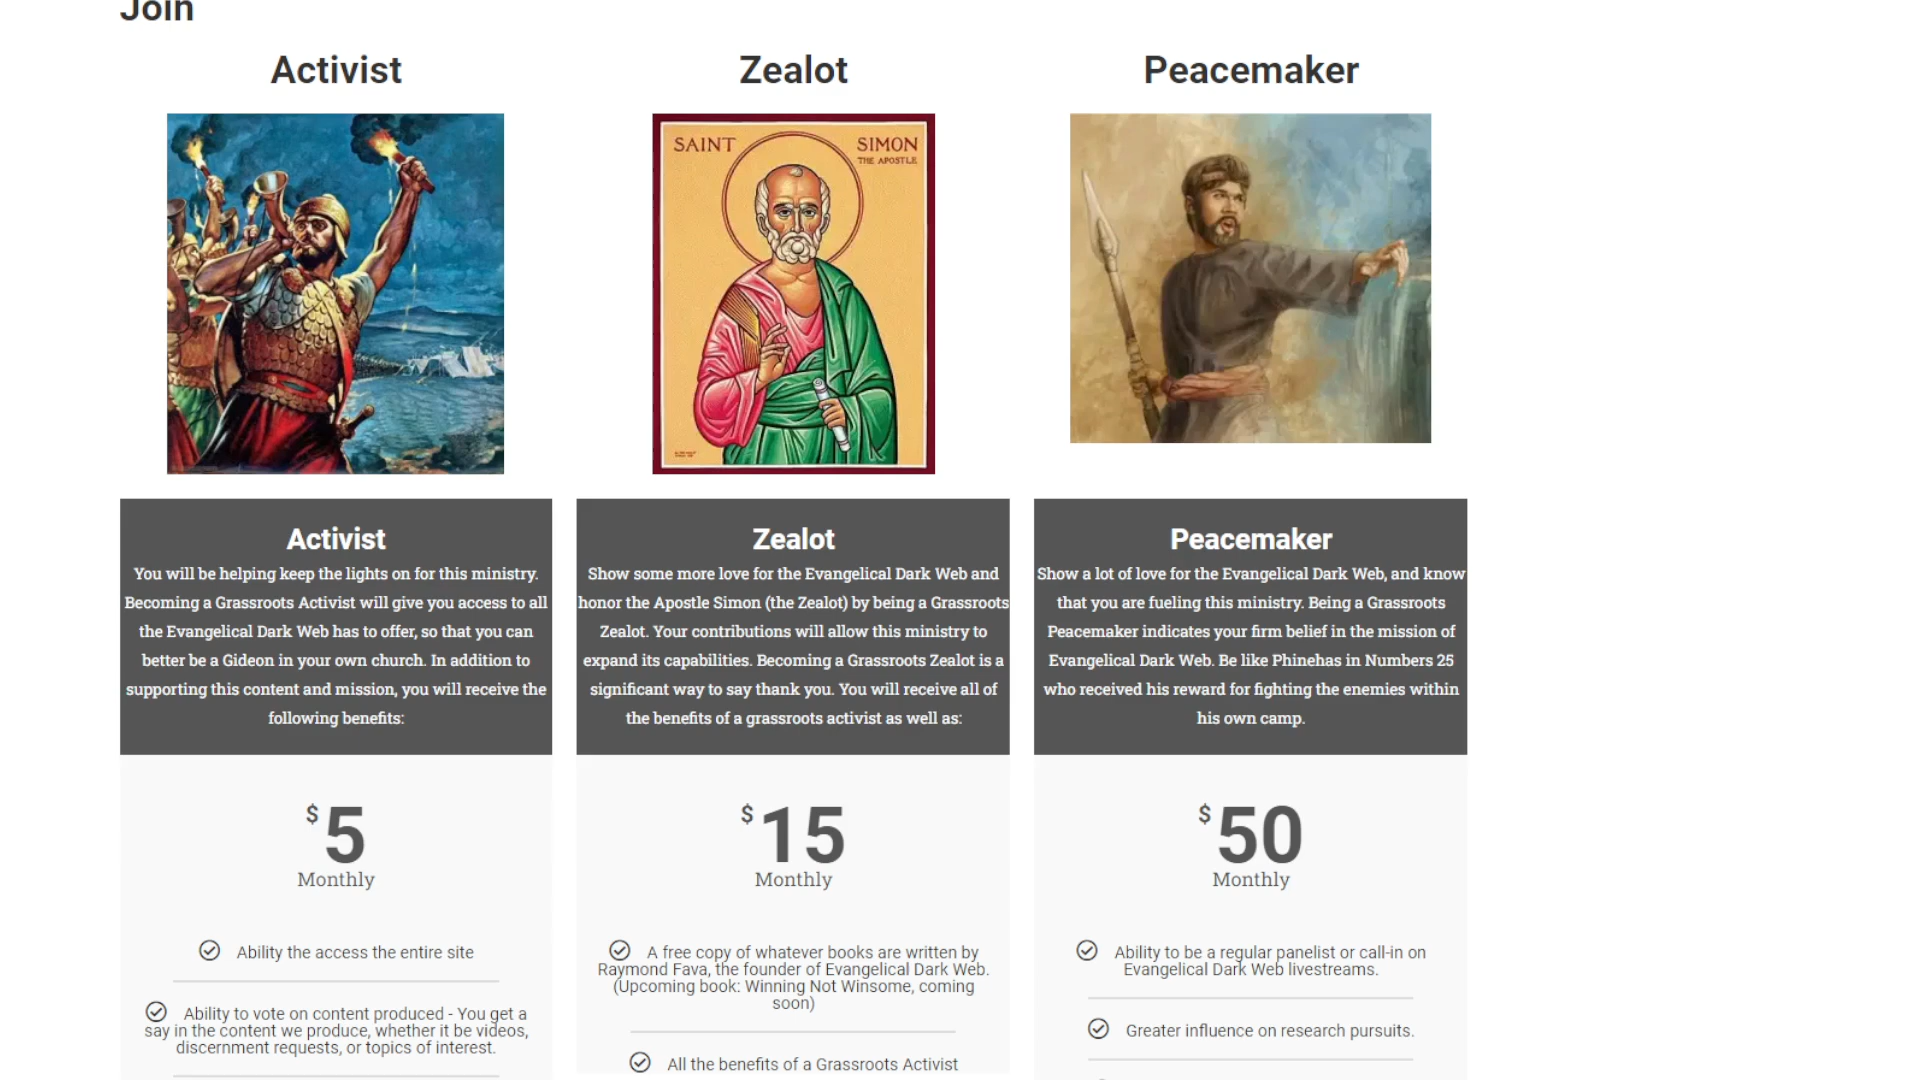 Join
Activist
Zealot
Peacemaker
SAINT SIMON
THE APOSTLE
Activist
You will be helping keep the lights on for this ministry.
Becoming a Grassroots Activist will give you access to all
the Evangelical Dark Web has to offer, so that you can
better be a Gideon in your own church. In addition to
supporting this content and mission, you will receive the
following benefits:
$5
Monthly
Ability the access the entire site
Ability to vote on content produced - You get a
say in the content we produce, whether it be videos,
discernment requests, or topics of interest.
Zealot
Show some more love for the Evangelical Dark Web and
honor the Apostle Simon (the Zealot) by being a Grassroots
Zealot. Your contributions will allow this ministry to
expand its capabilities. Becoming a Grassroots Zealot is a
significant way to say thank you. You will receive all of
the benefits of a grassroots activist as well as:
$15
Monthly
A free copy of whatever books are written by
Raymond Fava, the founder of Evangelical Dark Web.
(Upcoming book: Winning Not Winsome, coming
soon)
All the benefits of a Grassroots Activist
Peacemaker
Show a lot of love for the Evangelical Dark Web, and know
that you are fueling this ministry. Being a Grassroots
Peacemaker indicates your firm belief in the mission of
Evangelical Dark Web. Be like Phinehas in Numbers 25
who received his reward for fighting the enemies within
his own camp.
$50
Monthly
Ability to be a regular panelist or call-in on
Evangelical Dark Web livestreams.
Greater influence on research pursuits.